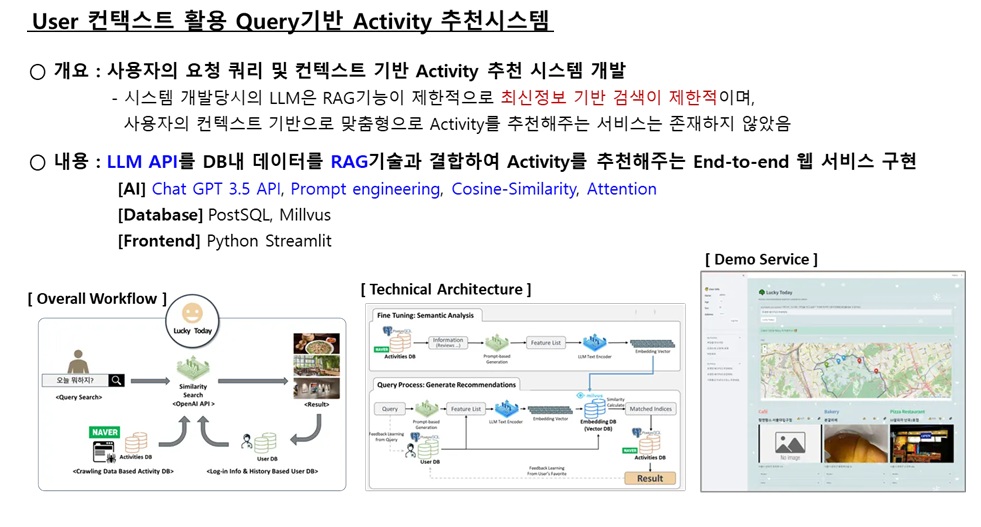 User 컨택스트 활용 Query기반 Activity 추천시스템
○ 개요 : 사용자의 요청 쿼리 및 컨텍스트 기반 Activity 추천 시스템 개발
- 시스템 개발당시의 LLM은 RAG기능이 제한적으로 최신정보 기반 검색이 제한적이며,
사용자의 컨텍스트 기반으로 맞춤형으로 Activity를 추천해주는 서비스는 존재하지 않았음
○ 내용 : LLM API를 DB내 데이터를 RAG기술과 결합하여 Activity를 추천해주는 End-to-end 웹 서비스 구현
[AI] Chat GPT 3.5 API, Prompt engineering, Cosine-Similarity, Attention
[Database] PostSQL, Millvus
[Frontend] Python Streamlit
[ Overall Workflow ]
Lucky Today
오늘 뭐하지?
<Query Search>
Similarity
Search
<OpenAI API >
<Result>
NAVER
Activities DB
<Crawling Data Based Activity DB>
User DB
<Log-in Info & History Based User DB>
[ Technical Architecture ]
Fine Tuning: Semantic Analysis
PostgreSQL
NAVER
Activities DB
Information
(Reviews ...)
Prompt-based
Generation
Feature List
LLM Text Encoder
Embedding Vector
Query Process: Generate Recommendations
Query
Prompt-based
Generation
Feature List
LLM Text Encoder
Embedding Vector
milvus
Embedding DB
(Vector DB)
Similarity
Calculate
Matched Indices
Feedback Learning
From Query
PostgreSQL
User DB
PostgreSQL
NAVER
Activities DB
Feedback Learning
From User's Favorite
Result
[ Demo Service ]
Lucky Today
Café
Bakery
Pizza Restaurant
No Image